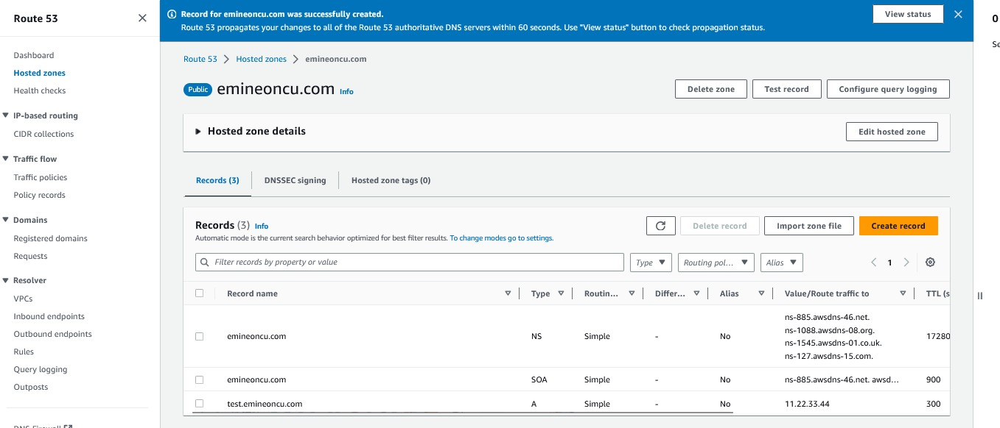 Route 53
Record for emineoncu.com was successfully created.
Route 53 propagates your changes to all of the Route 53 authoritative DNS servers within 60 seconds. Use "View status" button to check propagation status.
View status
0
Dashboard
Hosted zones
Health checks
IP-based routing
CIDR collections
Traffic flow
Traffic policies
Policy records
Domains
Registered domains
Requests
Resolver
VPCs
Inbound endpoints
Outbound endpoints
Rules
Query logging
Outposts
DNS Firewall
Route 53 Hosted zones emineoncu.com
Public emineoncu.com Info
Delete zone Test record Configure query logging
Hosted zone details Edit hosted zone
Records (3) DNSSEC signing Hosted zone tags (0)
Records (3) Info
Automatic mode is the current search behavior optimized for best filter results. To change modes go to settings.
Delete record Import zone file Create record
Filter records by property or value Type Routing pol... Alias 1
Record name Type Routin... Differ... Alias Value/Route traffic to TTL (s
emineoncu.com NS Simple - No ns-885.awsdns-46.net.
ns-1088.awsdns-08.org.
ns-1545.awsdns-01.co.uk.
ns-127.awsdns-15.com.
17280
emineoncu.com SOA Simple - No ns-885.awsdns-46.net. awsd... 900
test.emineoncu.com A Simple - No 11.22.33.44 300